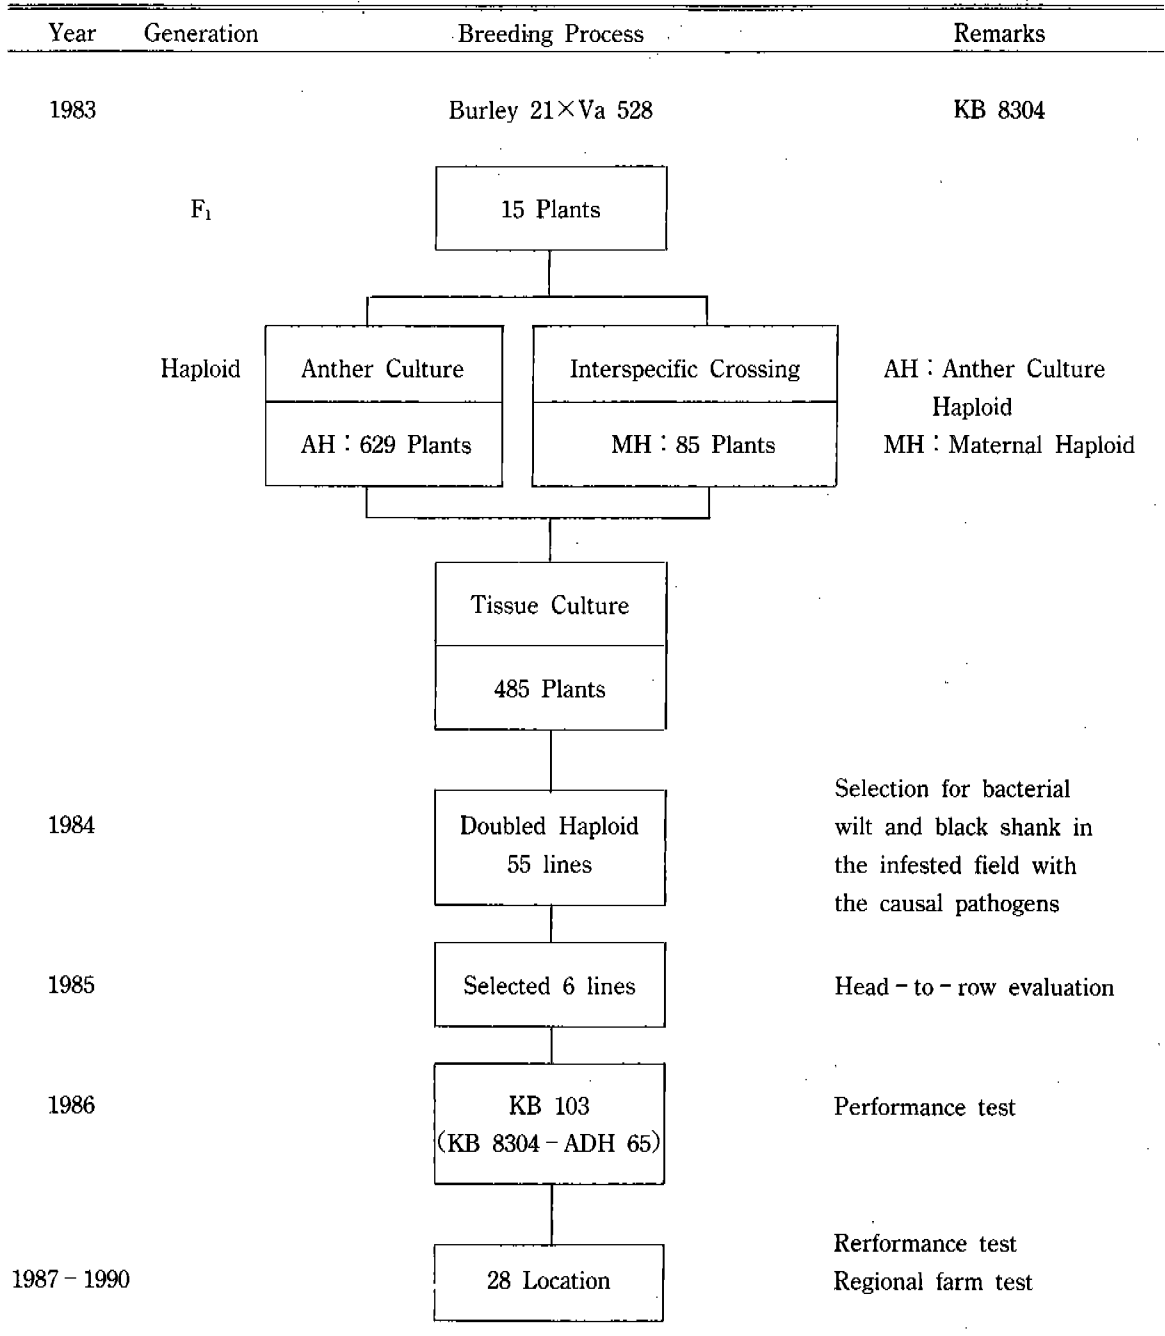 Year Generation Breeding Process Remarks
1983 Burley 21×Va 528 KB 8304
F₁ 15 Plants
Haploid Anther Culture Interspecific Crossing AH : Anther Culture
Haploid
AH : 629 Plants MH : 85 Plants MH : Maternal Haploid
Tissue Culture
485 Plants
Selection for bacterial
1984 Doubled Haploid wilt and black shank in
55 lines the infested field with
the causal pathogens
1985 Selected 6 lines Head-to-row evaluation
1986 KB 103 Performance test
(KB 8304-ADH 65)
Rerformance test
1987-1990 28 Location Regional farm test